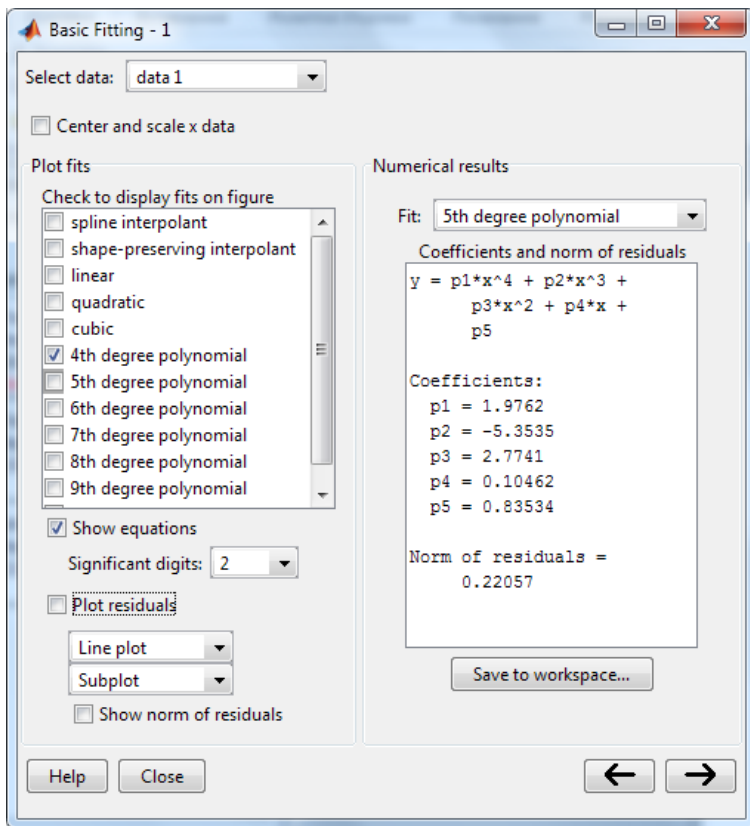 Basic Fitting - 1
Select data: data 1
Center and scale x data
Plot fits
Check to display fits on figure
spline interpolant
shape-preserving interpolant
linear
quadratic
cubic
4th degree polynomial
5th degree polynomial
6th degree polynomial
7th degree polynomial
8th degree polynomial
9th degree polynomial
Show equations
Significant digits: 2
Plot residuals
Line plot
Subplot
Show norm of residuals
Numerical results
Fit: 5th degree polynomial
Coefficients and norm of residuals
y = p1*x^4 + p2*x^3 +
p3*x^2 + p4*x +
p5
Coefficients:
p1 = 1.9762
p2 = -5.3535
p3 = 2.7741
p4 = 0.10462
p5 = 0.83534
Norm of residuals =
0.22057
Save to workspace...
Help Close